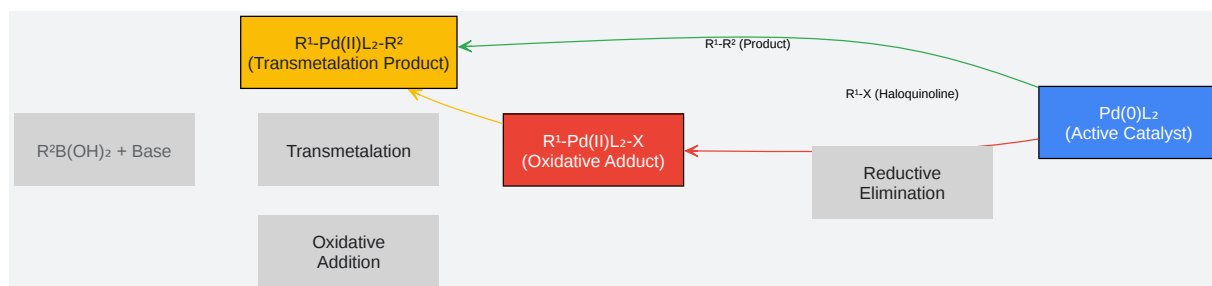 R¹-Pd(II)L₂-R²
(Transmetalation Product)
R¹-R² (Product)
R¹-X (Haloquinoline)
Pd(0)L₂
(Active Catalyst)
R²B(OH)₂ + Base
Transmetalation
R¹-Pd(II)L₂-X
(Oxidative Adduct)
Reductive
Elimination
Oxidative
Addition